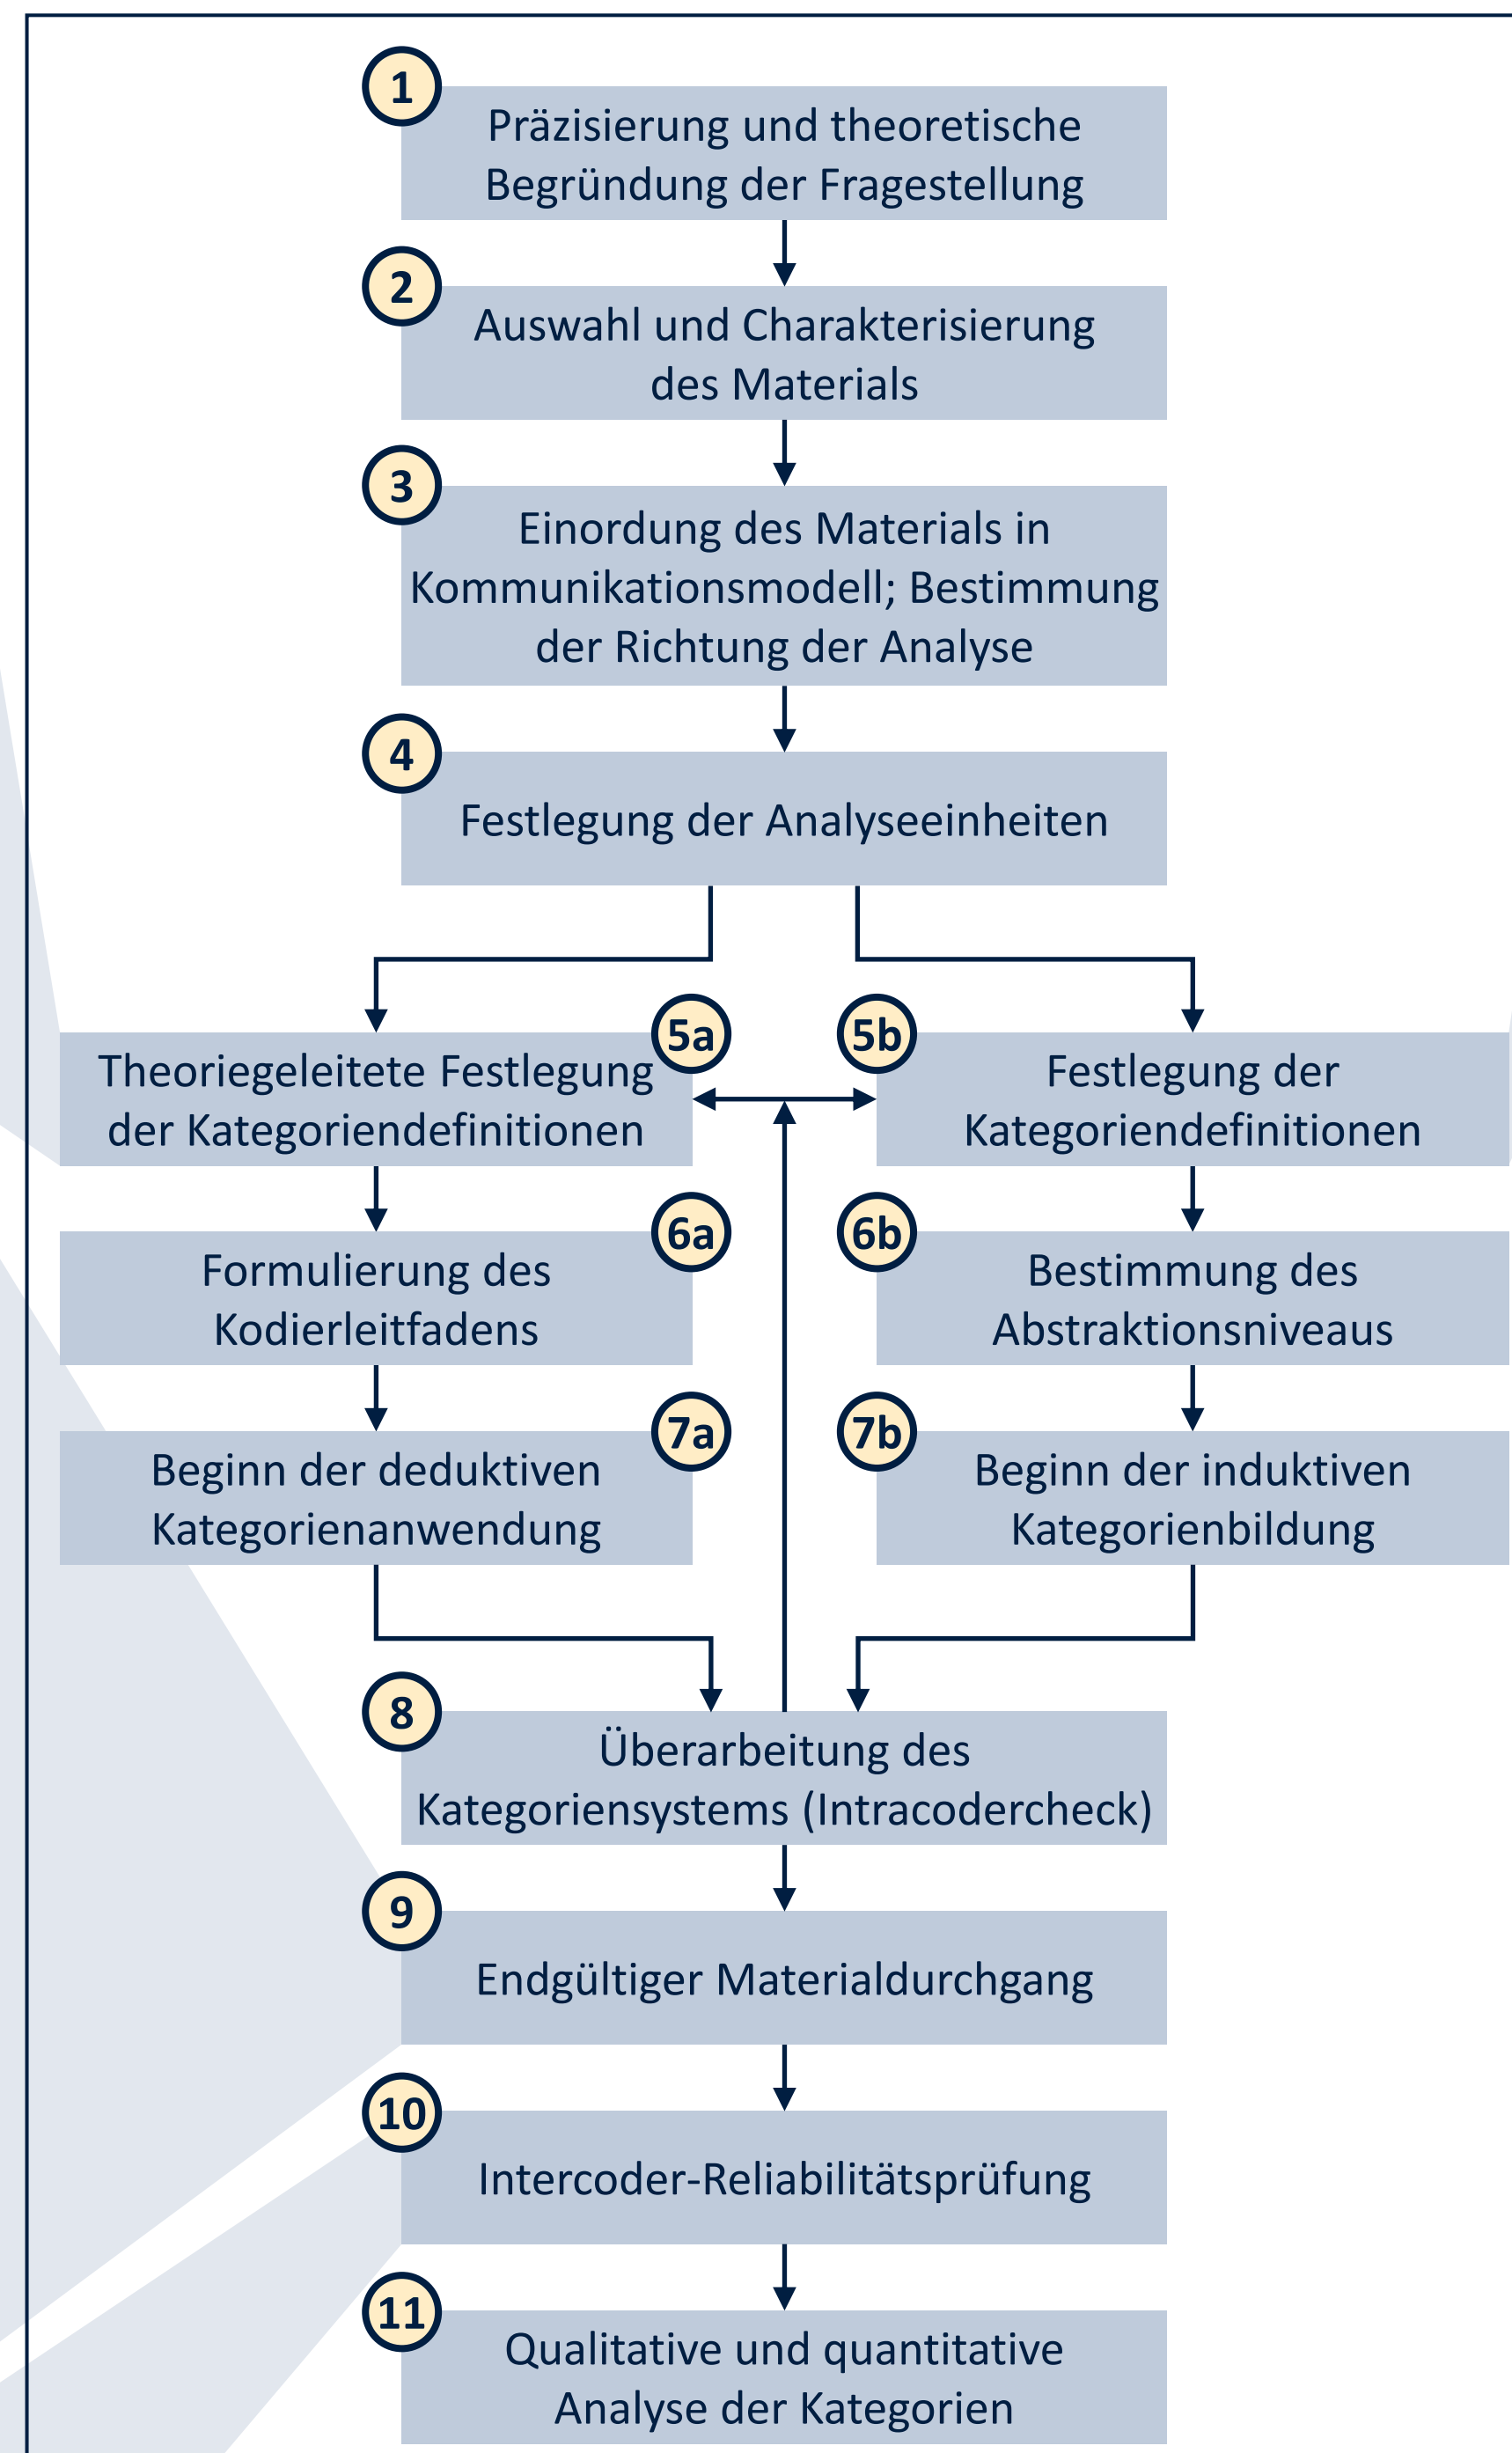 1
Präzisierung und theoretische
Begründung der Fragestellung
2
Auswahl und Charakterisierung
des Materials
3
Einordung des Materials in
Kommunikationsmodell; Bestimmung
der Richtung der Analyse
4
Festlegung der Analyseeinheiten
5a
Theoriegeleitete Festlegung
der Kategoriendefinitionen
5b
Festlegung der
Kategoriendefinitionen
6a
Formulierung des
Kodierleitfadens
6b
Bestimmung des
Abstraktionsniveaus
7a
Beginn der deduktiven
Kategorienanwendung
7b
Beginn der induktiven
Kategorienbildung
8
Überarbeitung des
Kategoriensystems (Intracodercheck)
9
Endgültiger Materialdurchgang
10
Intercoder-Reliabilitätsprüfung
11
Qualitative und quantitative
Analyse der Kategorien